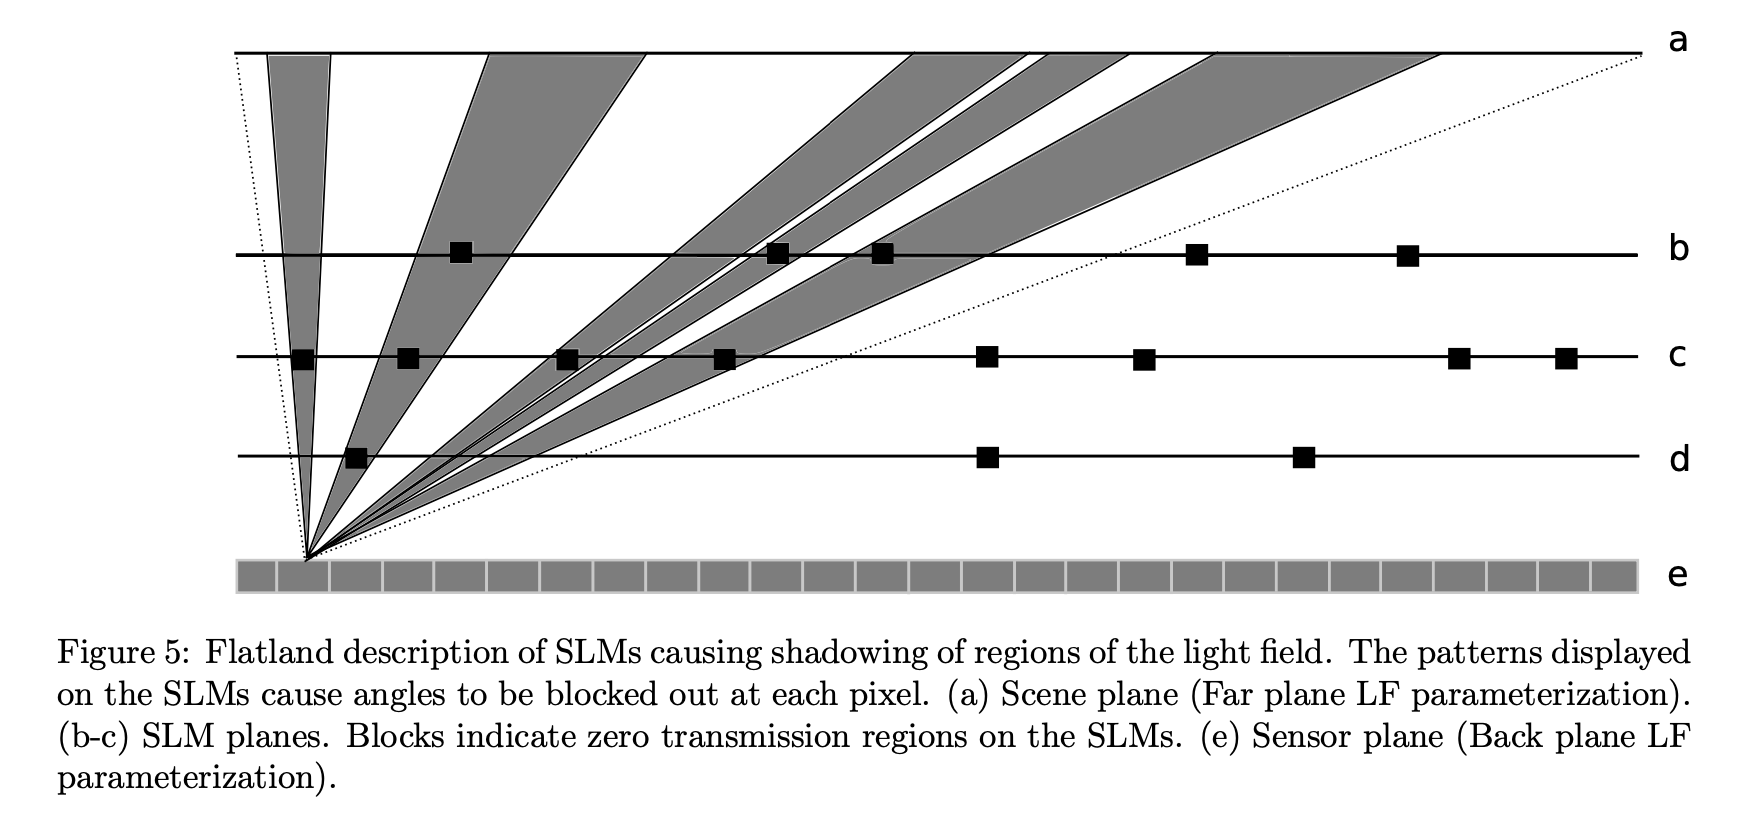 a
b
c
d
e
Figure 5: Flatland description of SLMs causing shadowing of regions of the light field. The patterns displayed
on the SLMs cause angles to be blocked out at each pixel. (a) Scene plane (Far plane LF parameterization).
(b-c) SLM planes. Blocks indicate zero transmission regions on the SLMs. (e) Sensor plane (Back plane LF
parameterization).